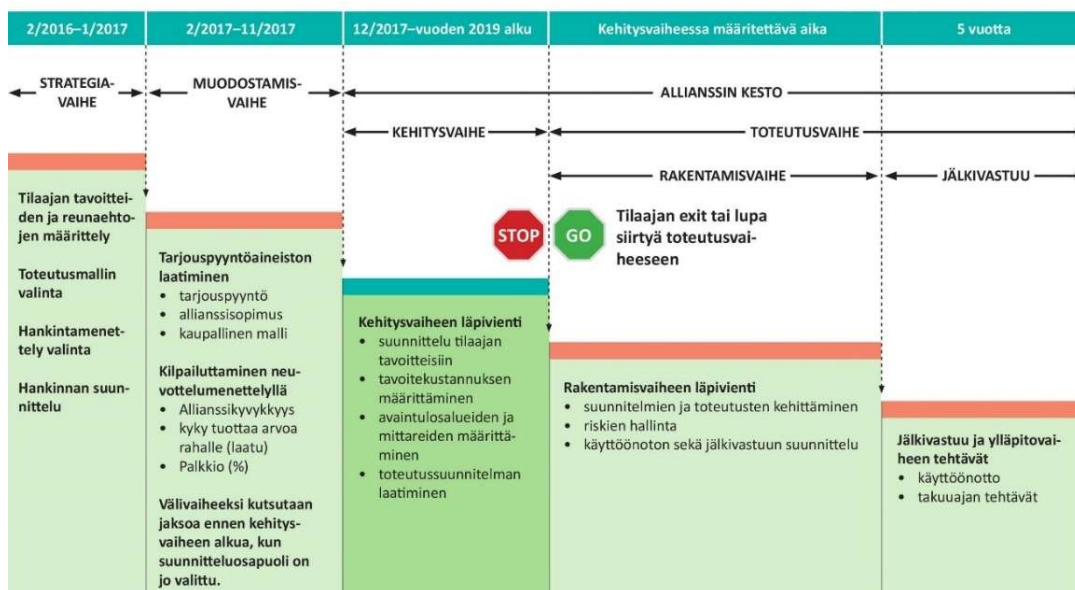 2/2016–1/2017
2/2017–11/2017
12/2017–vuoden 2019 alku
Kehitysvaiheessa määritettävä aika
5 vuotta
STRATEGIA-
VAIHE
MUODOSTAMIS-
VAIHE
ALLIANSSIN KESTO
KEHITYSVAIHE
TOTEUTUSVAIHE
RAKENTAMISVAIHE
JÄLKIVASTUU
Tilaajan tavoittei-
den ja reunaehto-
jen määrittely
Toteutusmallin
valinta
Hankintamenet-
tely valinta
Hankinnan suun-
nittelu
Tarjouspyyntöaineiston
laatiminen
• tarjouspyyntö
• allianssisopimus
• kaupallinen malli
Kilpailuttaminen neu-
vottelumenettelyllä
• Allianssikyvykkyys
• kyky tuottaa arvoa
rahalle (laatu)
• Palkkio (%)
Välivaiheeksi kutsutaan
jaksoa ennen kehitys-
vaiheen alkua, kun
suunnitteluosapuoli on
jo valittu.
STOP
GO
Tilaajan exit tai lupa
siirtyä toteutusvai-
heeseen
Kehitysvaiheen läpivienti
• suunnittelu tilaajan
tavoitteisiin
• tavoitekustannuksen
määrittäminen
• avaintulosalueiden ja
mittareiden määrittä-
minen
• toteutussuunnitelman
laatiminen
Rakentamisvaiheen läpivienti
• suunnitelmien ja toteutusten kehittäminen
• riskien hallinta
• käyttöönoton sekä jälkivastuun suunnittelu
Jälkivastuu ja ylläpitovai-
heen tehtävät
• käyttöönotto
• takuuajan tehtävät